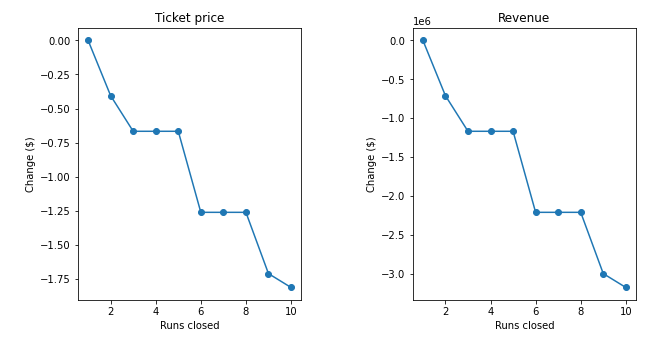 Ticket price
0.00
−0.25
−0.50
−0.75
−1.00
−1.25
−1.50
−1.75
Change ($)
2 4 6 8 10
Runs closed
Revenue
1e6
0.0
−0.5
−1.0
−1.5
−2.0
−2.5
−3.0
Change ($)
2 4 6 8 10
Runs closed